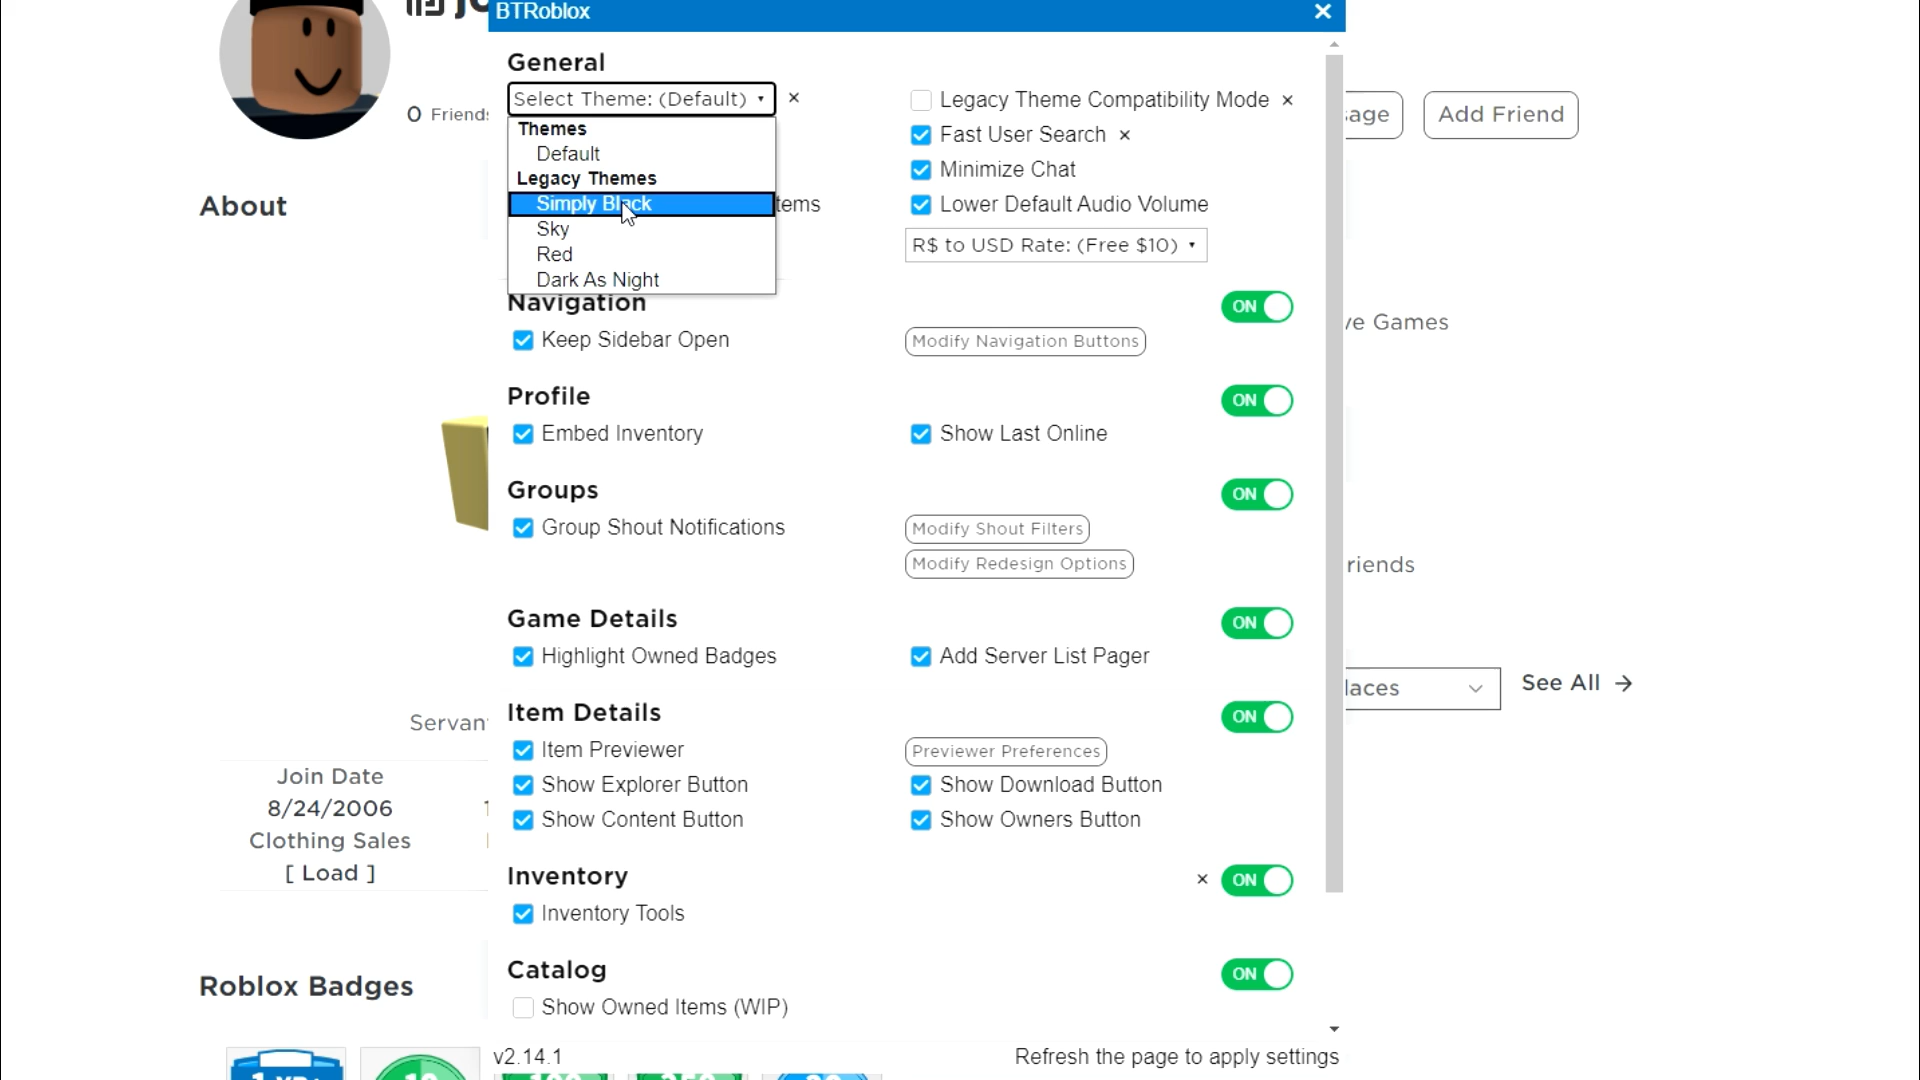 BTRoblox
General
Select Theme: (Default)
Legacy Theme Compatibility Mode
Themes
Default
Fast User Search
Legacy Themes
Minimize Chat
Simply Black
Lower Default Audio Volume
Sky
R$ to USD Rate: (Free $10)
Red
Dark As Night
Navigation
ON
Keep Sidebar Open
Modify Navigation Buttons
Profile
ON
Embed Inventory
Show Last Online
Groups
ON
Group Shout Notifications
Modify Shout Filters
Modify Redesign Options
Game Details
ON
Highlight Owned Badges
Add Server List Pager
Item Details
ON
Item Previewer
Previewer Preferences
Show Explorer Button
Show Download Button
Show Content Button
Show Owners Button
Inventory
ON
Inventory Tools
Catalog
ON
Show Owned Items (WIP)
v2.14.1
Refresh the page to apply settings
0 Friends
Add Friend
About
Games
See All
Join Date
8/24/2006
Clothing Sales
[ Load ]
Roblox Badges